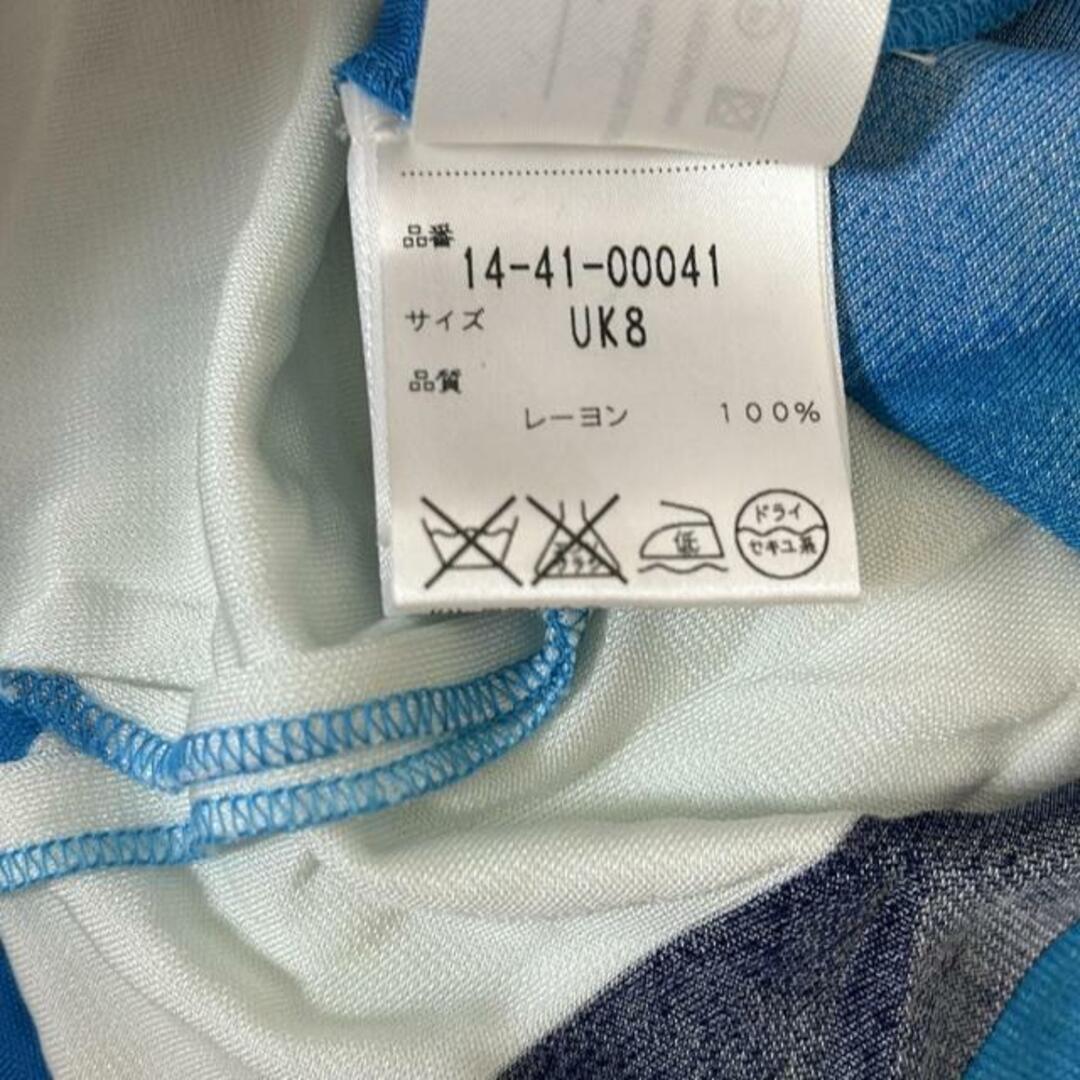 品番
14-41-00041
サイズ UK8
品質
レーヨン 100%
低
ドライ
セキユ系